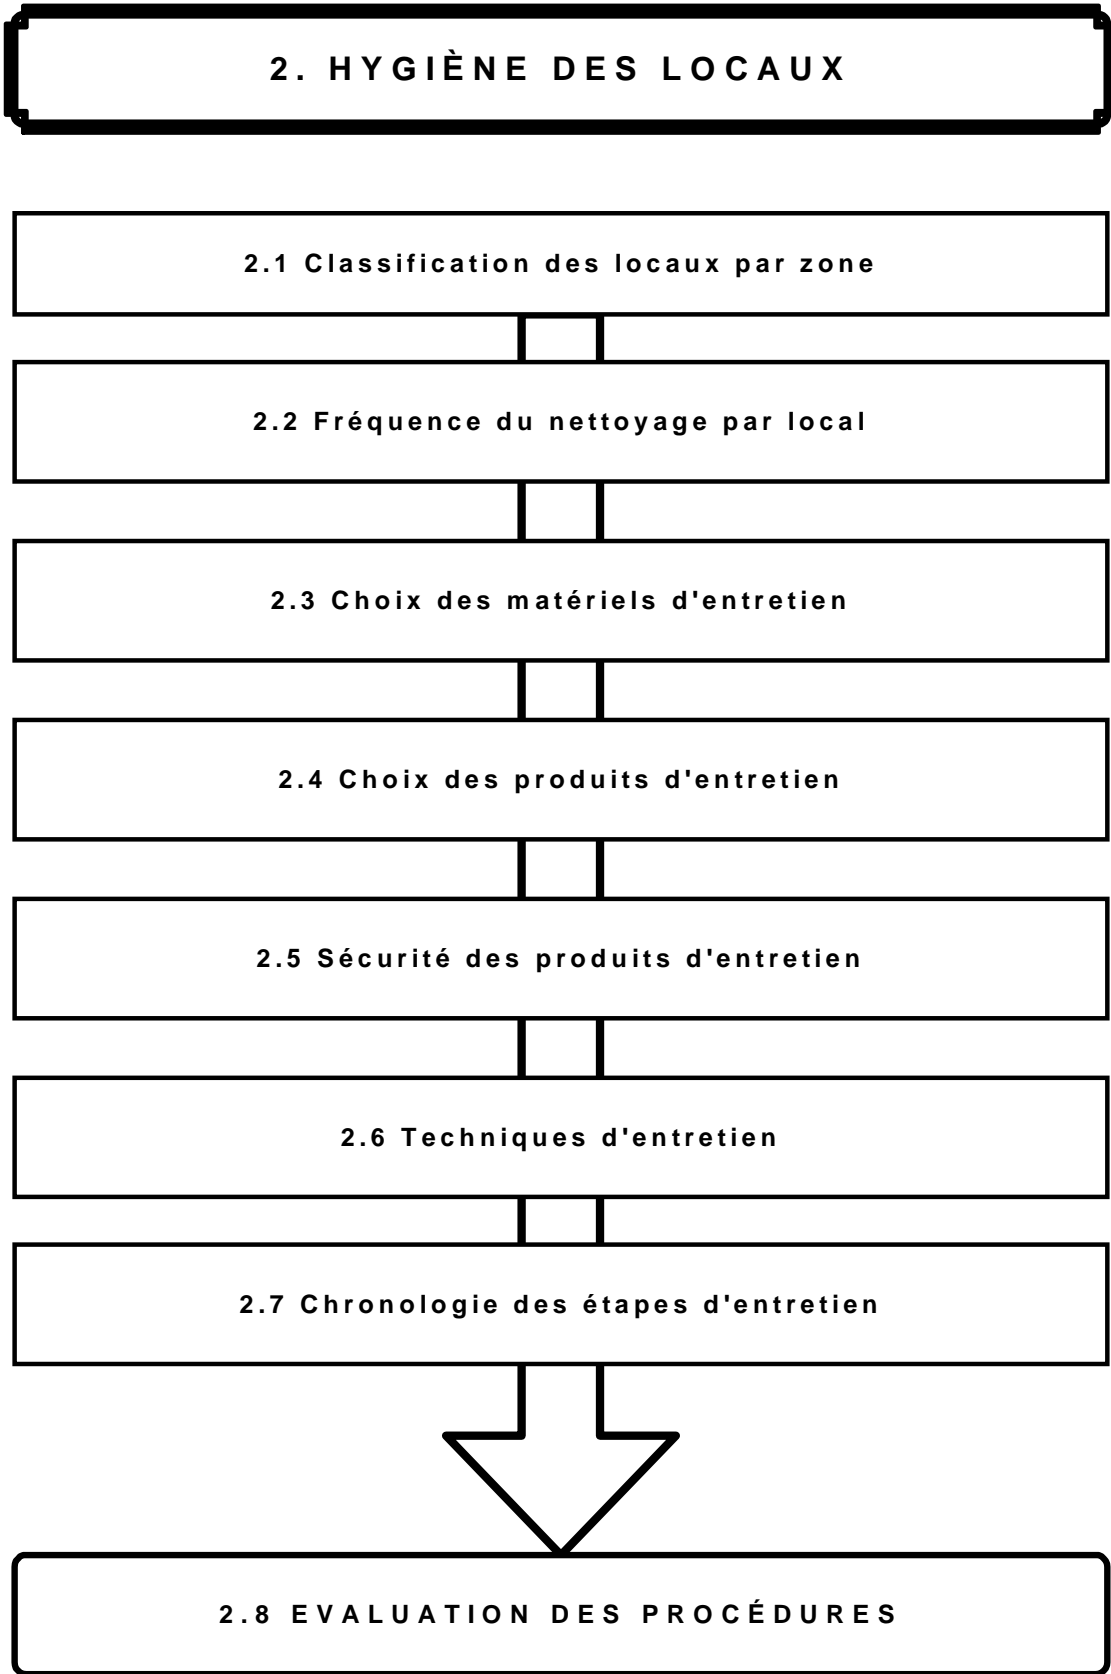 2. HYGIÈNE DES LOCAUX
2.1 Classification des locaux par zone
2.2 Fréquence du nettoyage par local
2.3 Choix des matériels d'entretien
2.4 Choix des produits d'entretien
2.5 Sécurité des produits d'entretien
2.6 Techniques d'entretien
2.7 Chronologie des étapes d'entretien
2.8 EVALUATION DES PROCÉDURES